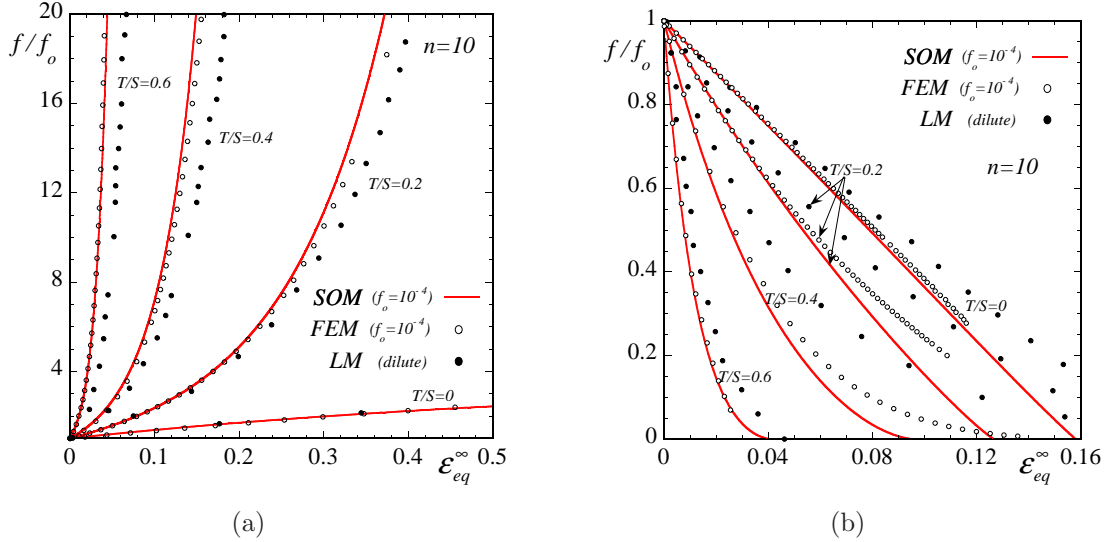 20
f/f_o
16
12
8
4
n=10
T/S=0.6
T/S=0.4
T/S=0.2
SOM (f_o=10^-4)
FEM (f_o=10^-4)
LM (dilute)
T/S=0
0 0.1 0.2 0.3 0.4 0.5
ε_eq^∞
(a)
1
f/f_o
0.8
0.6
0.4
0.2
0
SOM (f_o=10^-4)
FEM (f_o=10^-4)
LM (dilute)
n=10
T/S=0.2
T/S=0.4
T/S=0
T/S=0.6
0 0.04 0.08 0.12 0.16
ε_eq^∞
(b)